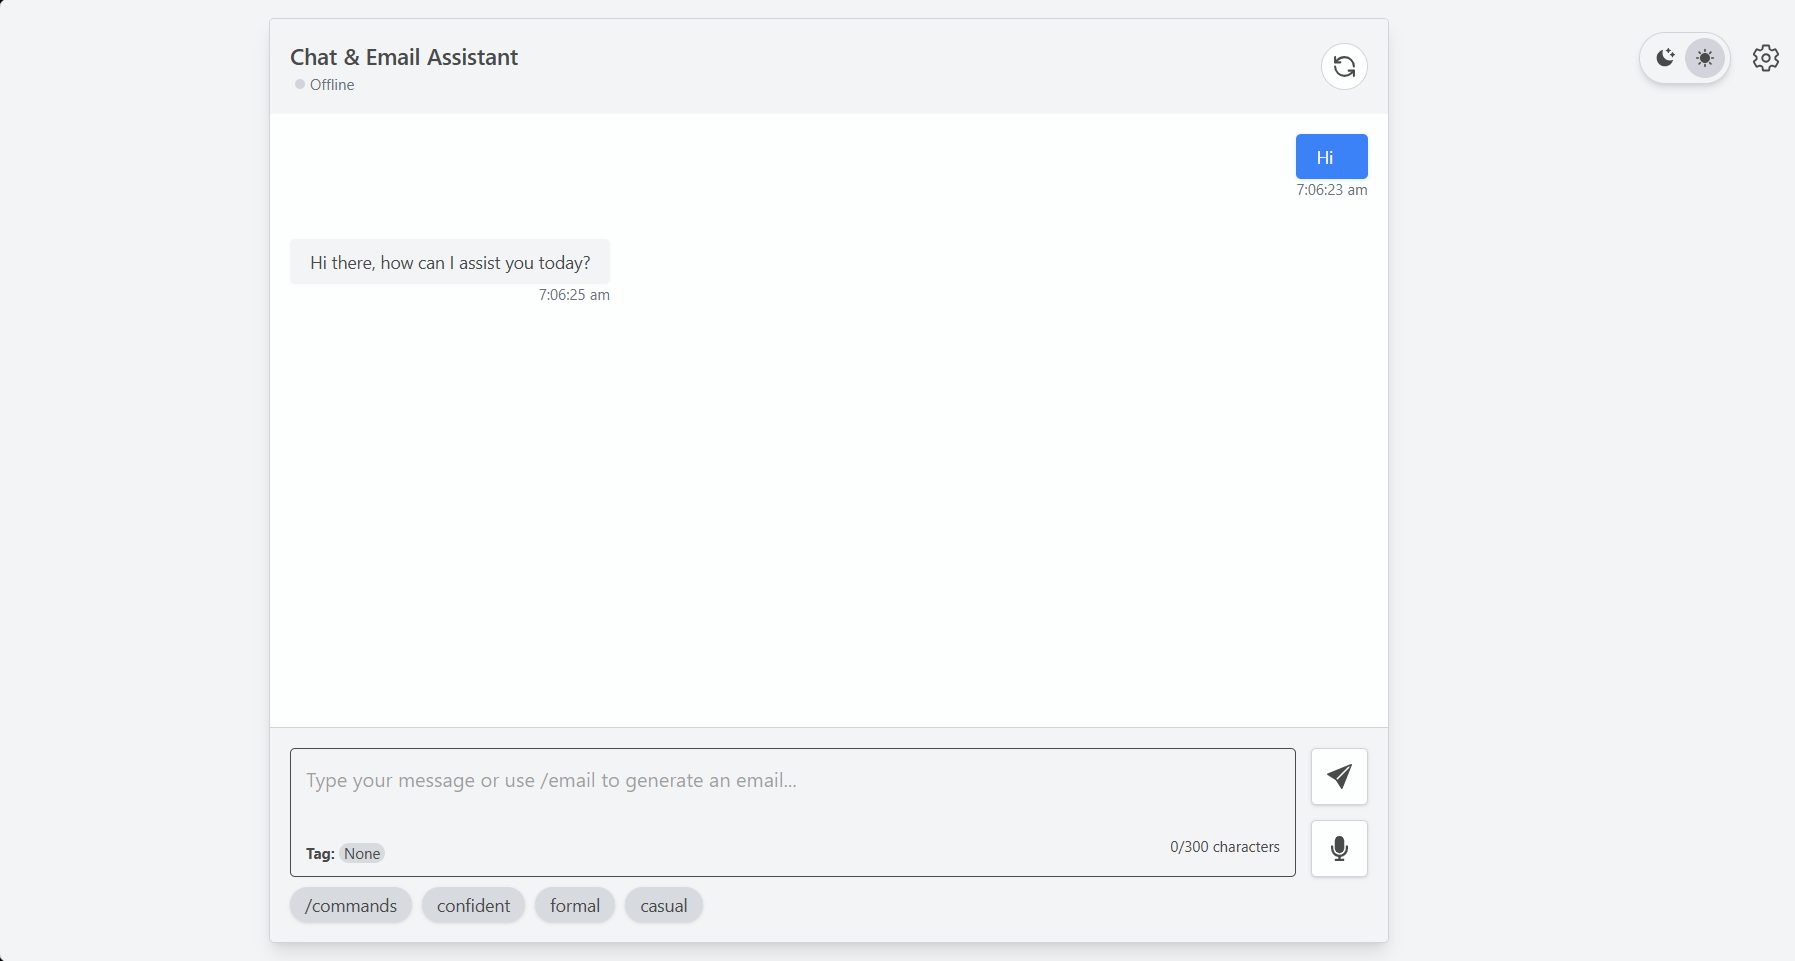 Chat & Email Assistant
Offline
Hi
7:06:23 am
Hi there, how can I assist you today?
7:06:25 am
Type your message or use /email to generate an email...
Tag: None
0/300 characters
/commands confident formal casual